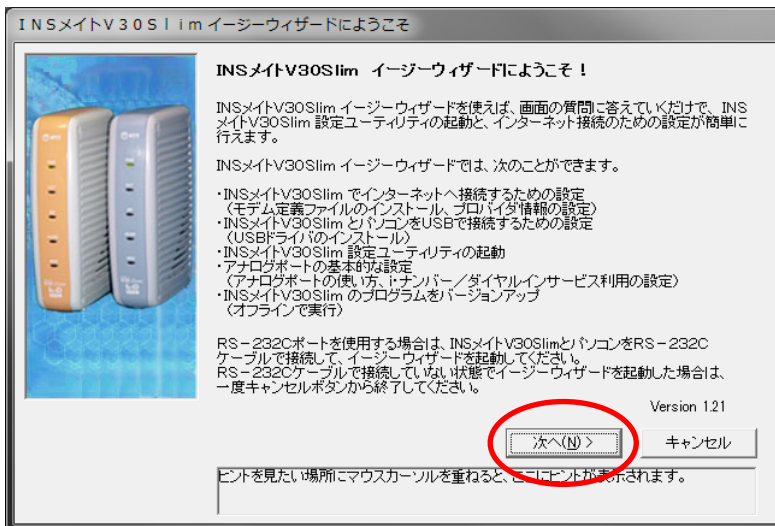 INSメイトV30Slim イージーウィザードにようこそ
INSメイトV30Slim イージーウィザードにようこそ！
INSメイトV30Slim イージーウィザードを使えば、画面の質問に答えていくだけで、INS
メイトV30Slim 設定ユーティリティの起動と、インターネット接続のための設定が簡単に
行えます。
INSメイトV30Slim イージーウィザードでは、次のことができます。
・INSメイトV30Slim でインターネットへ接続するための設定
（モデム定義ファイルのインストール、プロバイダ情報の設定）
・INSメイトV30Slim とパソコンをUSBで接続するための設定
（USBドライバのインストール）
・INSメイトV30Slim 設定ユーティリティの起動
・アナログポートの基本的な設定
（アナログポートの使い方、i・ナンバー／ダイヤルインサービス利用の設定）
・INSメイトV30Slim のプログラムをバージョンアップ
（オフラインで実行）
RS－232Cポートを使用する場合は、INSメイトV30SlimとパソコンをRS－232C
ケーブルで接続して、イージーウィザードを起動してください。
RS－232Cケーブルで接続していない状態でイージーウィザードを起動した場合は、
一度キャンセルボタンから終了してください。
Version 1.21
次へ(N) >
キャンセル
ヒントを見たい場所にマウスカーソルを重ねると、ここにヒントが表示されます。